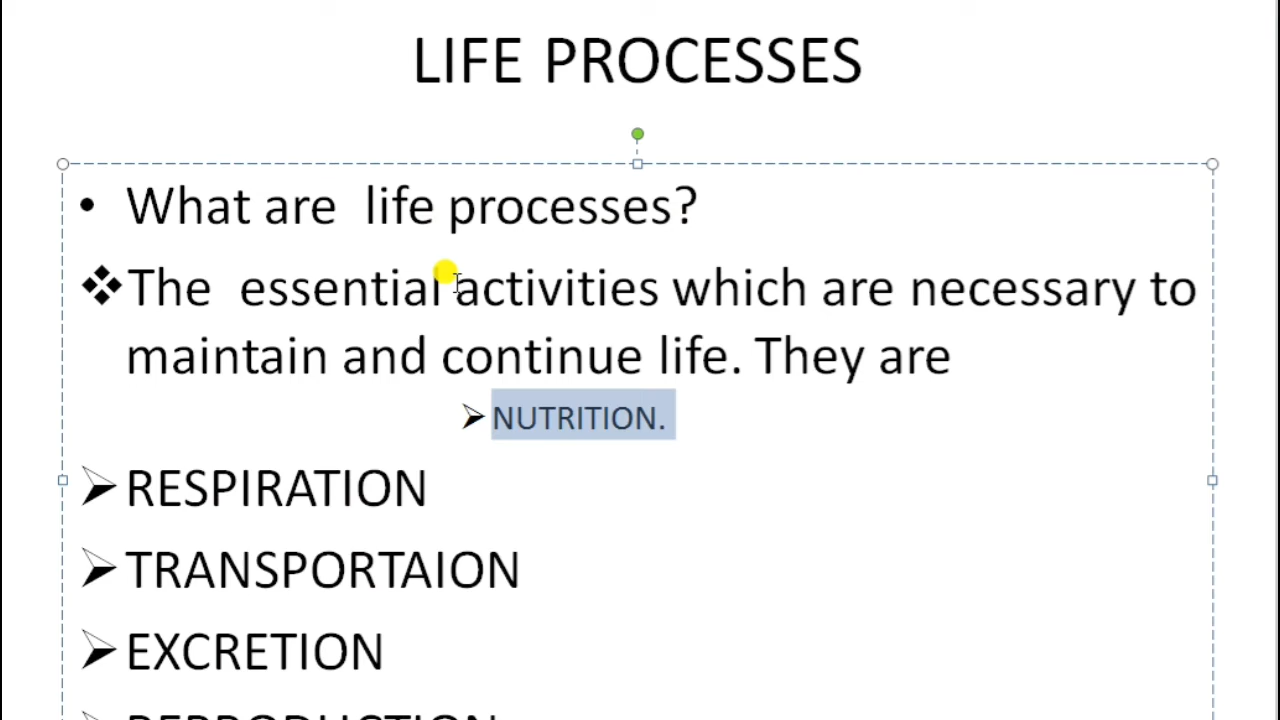 LIFE PROCESSES
• What are  life processes?
❖The  essential activities which are necessary to
maintain and continue life. They are
➢NUTRITION.
➢RESPIRATION
➢TRANSPORTAION
➢EXCRETION
➢REPRODUCTION